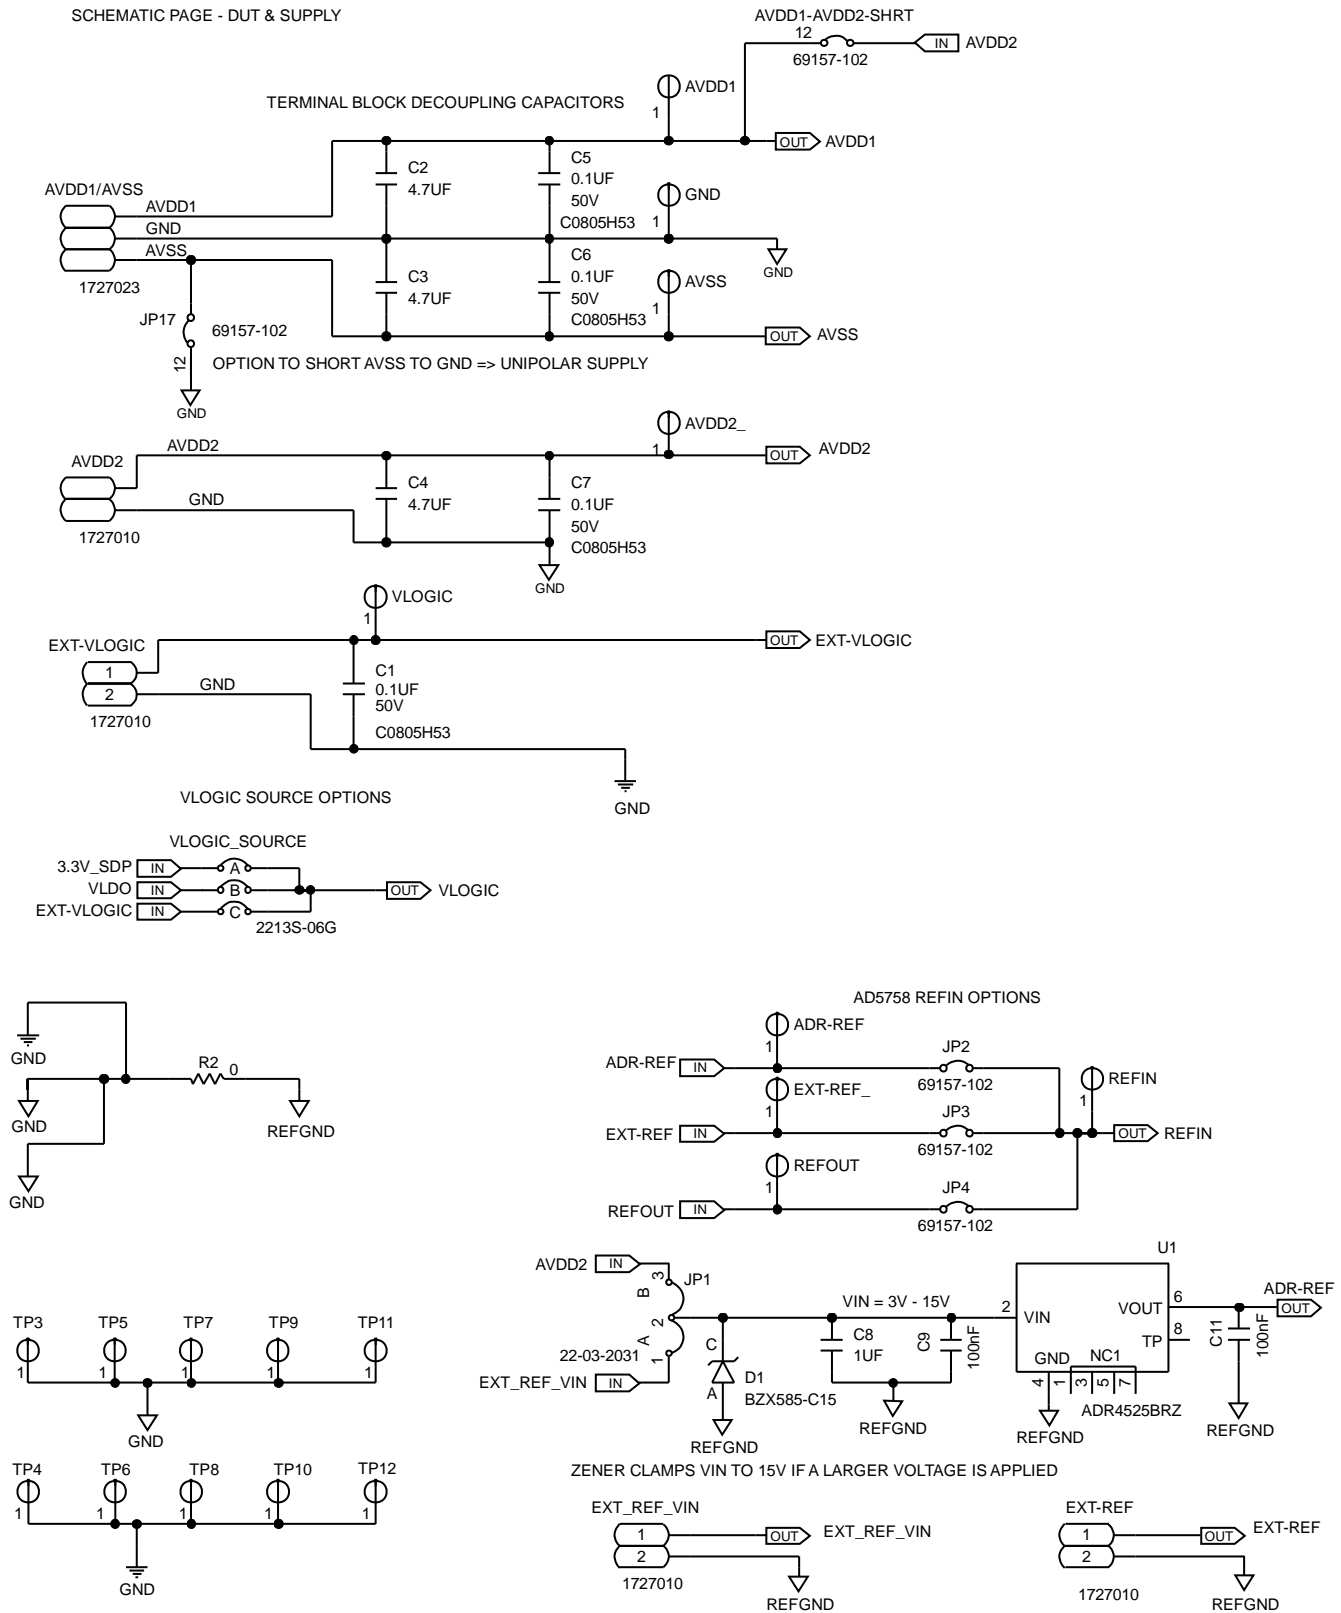 SCHEMATIC PAGE - DUT & SUPPLY
AVDD1-AVDD2-SHRT
12
IN
AVDD2
69157-102
TERMINAL BLOCK DECOUPLING CAPACITORS
AVDD1
1
OUT
AVDD1
AVDD1/AVSS
AVDD1
GND
AVSS
1727023
C2
4.7UF
C5
0.1UF
50V
C0805H53
GND
1
GND
C3
4.7UF
C6
0.1UF
50V
C0805H53
AVSS
1
OUT
AVSS
JP17
69157-102
12
GND
OPTION TO SHORT AVSS TO GND => UNIPOLAR SUPPLY
AVDD2_
1
AVDD2
AVDD2
OUT
AVDD2
GND
1727010
C4
4.7UF
C7
0.1UF
50V
C0805H53
GND
VLOGIC
1
EXT-VLOGIC
OUT
EXT-VLOGIC
1
2
GND
1727010
C1
0.1UF
50V
C0805H53
GND
VLOGIC SOURCE OPTIONS
VLOGIC_SOURCE
3.3V_SDP
IN
A
VLDO
IN
B
OUT
VLOGIC
EXT-VLOGIC
IN
C
2213S-06G
GND
GND
GND
R2
0
REFGND
AD5758 REFIN OPTIONS
ADR-REF
1
ADR-REF
IN
JP2
69157-102
EXT-REF_
1
EXT-REF
IN
JP3
69157-102
REFIN
1
OUT
REFIN
REFOUT
1
REFOUT
IN
JP4
69157-102
AVDD2
IN
B
3
JP1
2
A
1
22-03-2031
EXT_REF_VIN
IN
C
A
D1
BZX585-C15
REFGND
VIN = 3V - 15V
C8
1UF
C9
100nF
REFGND
U1
2
VIN
VOUT
6
TP
8
GND
NC1
4
1
3
5
7
ADR4525BRZ
REFGND
ADR-REF
OUT
C11
100nF
REFGND
ZENER CLAMPS VIN TO 15V IF A LARGER VOLTAGE IS APPLIED
TP3
TP5
TP7
TP9
TP11
1
1
1
1
1
GND
TP4
TP6
TP8
TP10
TP12
1
1
1
1
1
GND
EXT_REF_VIN
1
2
OUT
EXT_REF_VIN
1727010
REFGND
EXT-REF
1
2
OUT
EXT-REF
1727010
REFGND